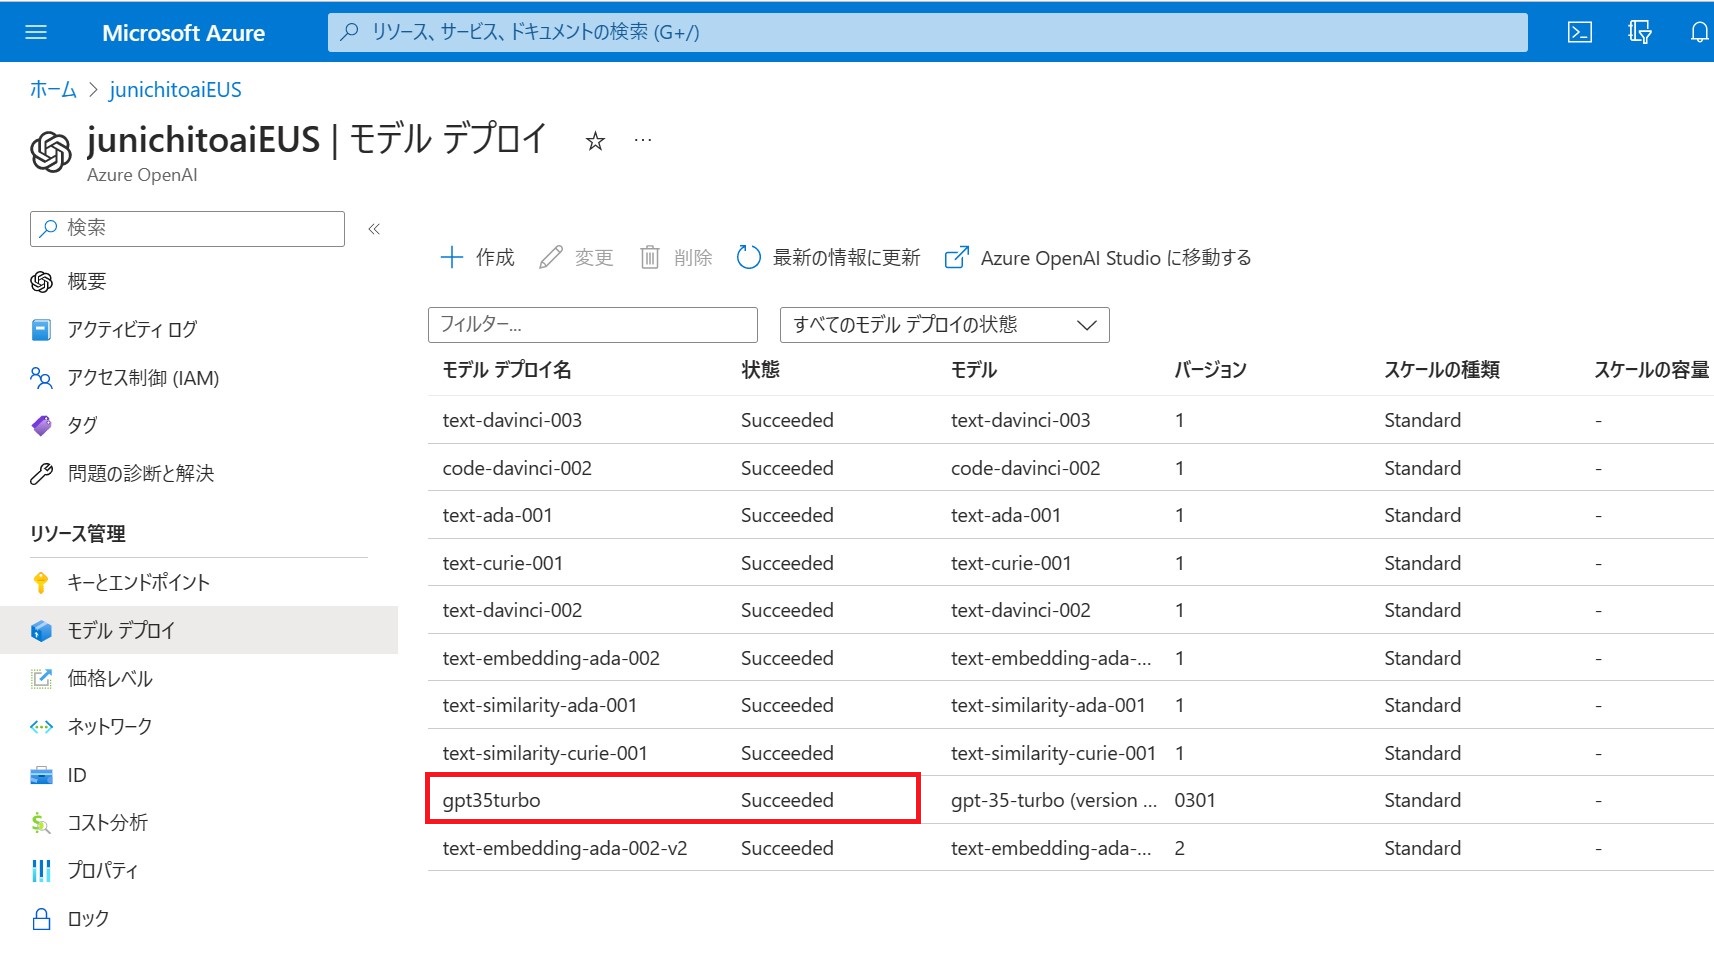 Microsoft Azure
リソース、サービス、ドキュメントの検索 (G+/)
ホーム > junichitoaiEUS
junichitoaiEUS | モデル デプロイ
Azure OpenAI
検索
概要
アクティビティ ログ
アクセス制御 (IAM)
タグ
問題の診断と解決
リソース管理
キーとエンドポイント
モデル デプロイ
価格レベル
ネットワーク
ID
コスト分析
プロパティ
ロック
作成 変更 削除 最新の情報に更新 Azure OpenAI Studio に移動する
フィルター... すべてのモデル デプロイの状態
モデル デプロイ名 状態 モデル バージョン スケールの種類 スケールの容量
text-davinci-003 Succeeded text-davinci-003 1 Standard -
code-davinci-002 Succeeded code-davinci-002 1 Standard -
text-ada-001 Succeeded text-ada-001 1 Standard -
text-curie-001 Succeeded text-curie-001 1 Standard -
text-davinci-002 Succeeded text-davinci-002 1 Standard -
text-embedding-ada-002 Succeeded text-embedding-ada-... 1 Standard -
text-similarity-ada-001 Succeeded text-similarity-ada-001 1 Standard -
text-similarity-curie-001 Succeeded text-similarity-curie-001 1 Standard -
gpt35turbo Succeeded gpt-35-turbo (version ... 0301 Standard -
text-embedding-ada-002-v2 Succeeded text-embedding-ada-... 2 Standard -